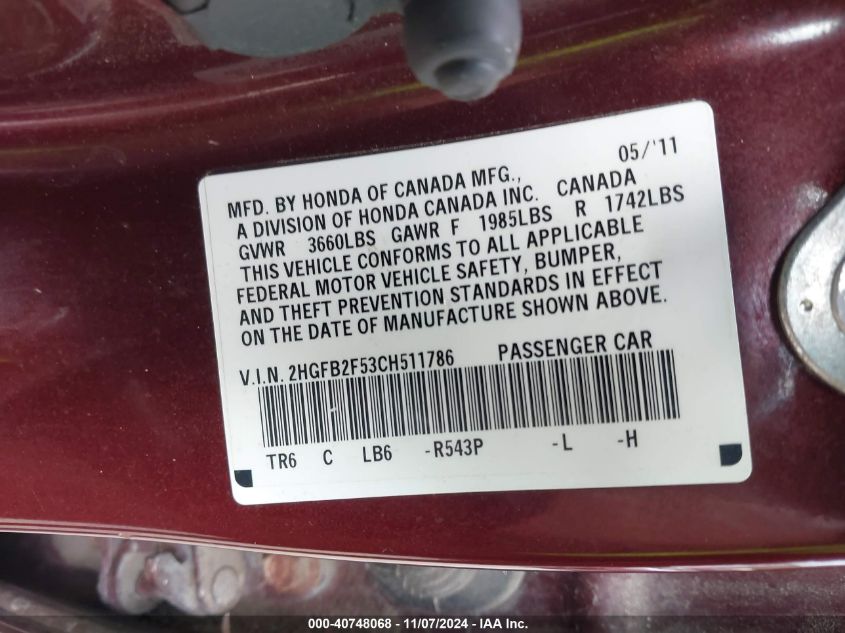 05/'11
MFD. BY HONDA OF CANADA MFG.,
A DIVISION OF HONDA CANADA INC. CANADA
GVWR 3660LBS GAWR F 1985LBS R 1742LBS
THIS VEHICLE CONFORMS TO ALL APPLICABLE
FEDERAL MOTOR VEHICLE SAFETY, BUMPER,
AND THEFT PREVENTION STANDARDS IN EFFECT
ON THE DATE OF MANUFACTURE SHOWN ABOVE.
V.I.N. 2HGFB2F53CH511786 PASSENGER CAR
TR6 C LB6 -R543P -L -H
000-40748068 - 11/07/2024 - IAA Inc.